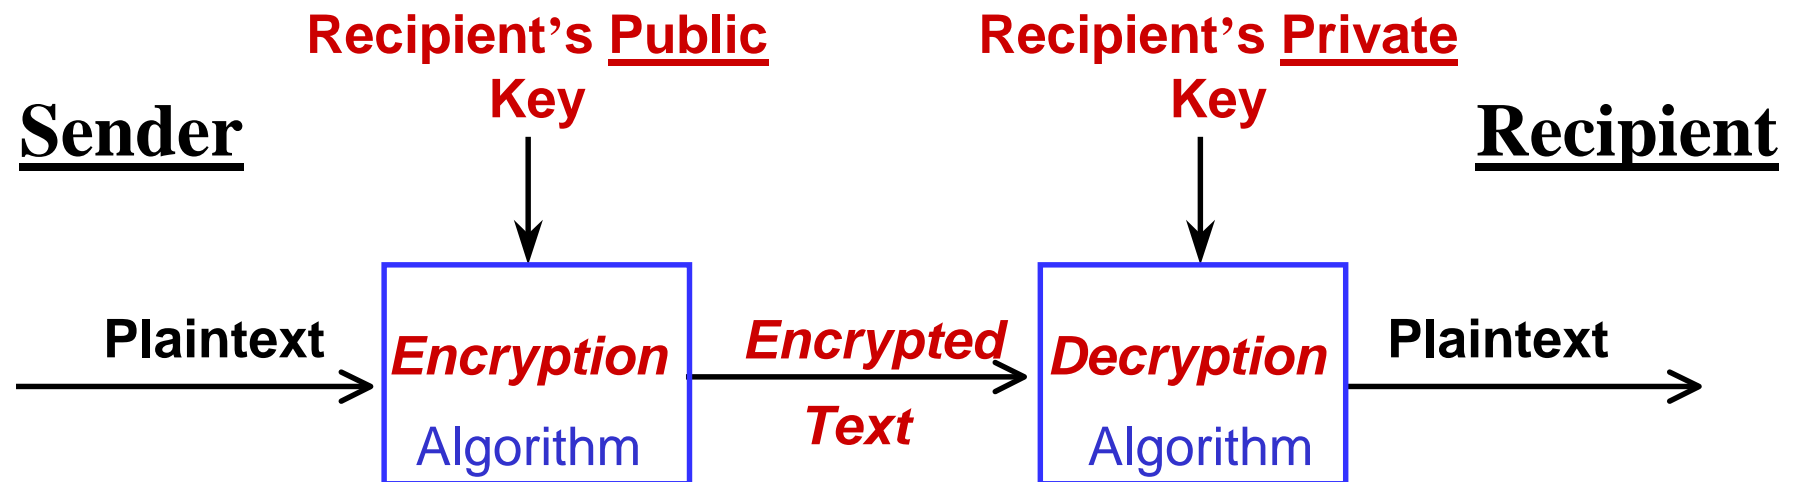 Recipient’s Public
Key
Recipient’s Private
Key
Sender
Recipient
Plaintext
Encryption
Algorithm
Encrypted
Text
Decryption
Algorithm
Plaintext